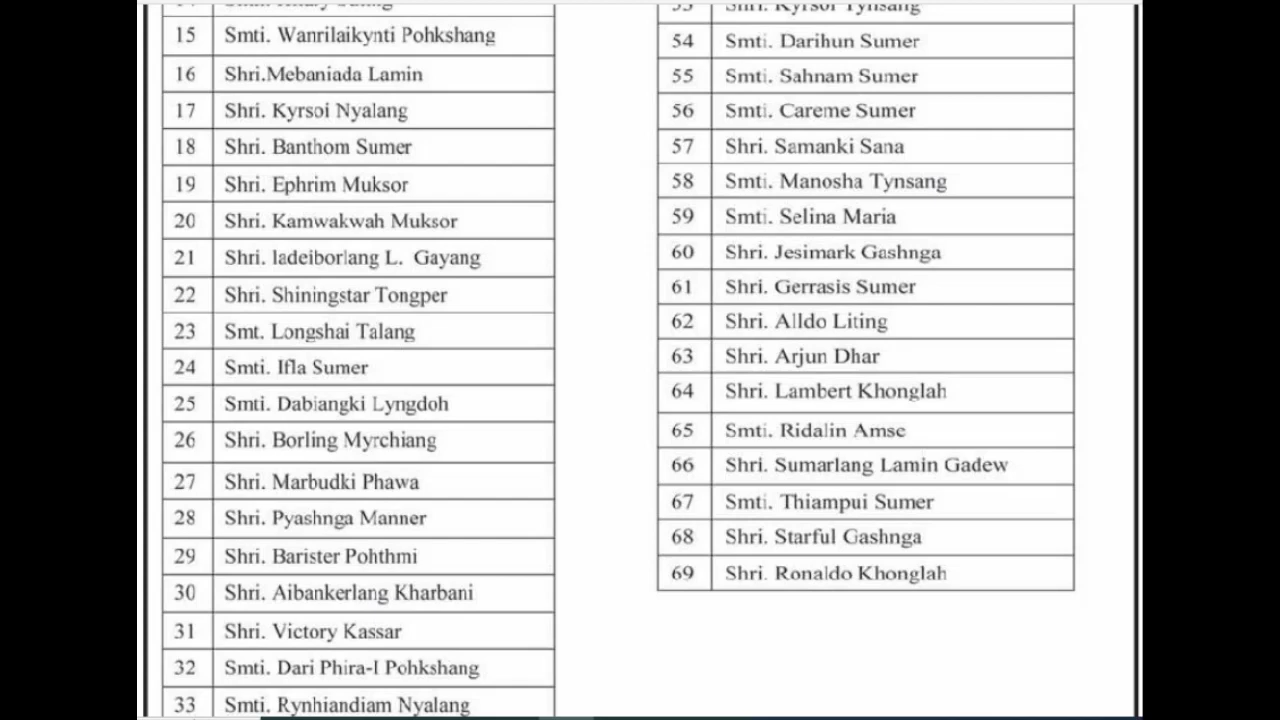 15 Smti. Wanrilaikynti Pohkshang
16 Shri.Mebaniada Lamin
17 Shri. Kyrsoi Nyalang
18 Shri. Banthom Sumer
19 Shri. Ephrim Muksor
20 Shri. Kamwakwah Muksor
21 Shri. ladeiborlang L. Gayang
22 Shri. Shiningstar Tongper
23 Smt. Longshai Talang
24 Smti. Ifla Sumer
25 Smti. Dabiangki Lyngdoh
26 Shri. Borling Myrchiang
27 Shri. Marbudki Phawa
28 Shri. Pyashnga Manner
29 Shri. Barister Pohthmi
30 Shri. Aibankerlang Kharbani
31 Shri. Victory Kassar
32 Smti. Dari Phira-I Pohkshang
33 Smti. Rynhiandiam Nyalang
53 Shri. Kyrsoi Tynsang
54 Smti. Darihun Sumer
55 Smti. Sahnam Sumer
56 Smti. Careme Sumer
57 Shri. Samanki Sana
58 Smti. Manosha Tynsang
59 Smti. Selina Maria
60 Shri. Jesimark Gashnga
61 Shri. Gerrasis Sumer
62 Shri. Alldo Liting
63 Shri. Arjun Dhar
64 Shri. Lambert Khonglah
65 Smti. Ridalin Amse
66 Shri. Sumarlang Lamin Gadew
67 Smti. Thiampui Sumer
68 Shri. Starful Gashnga
69 Shri. Ronaldo Khonglah